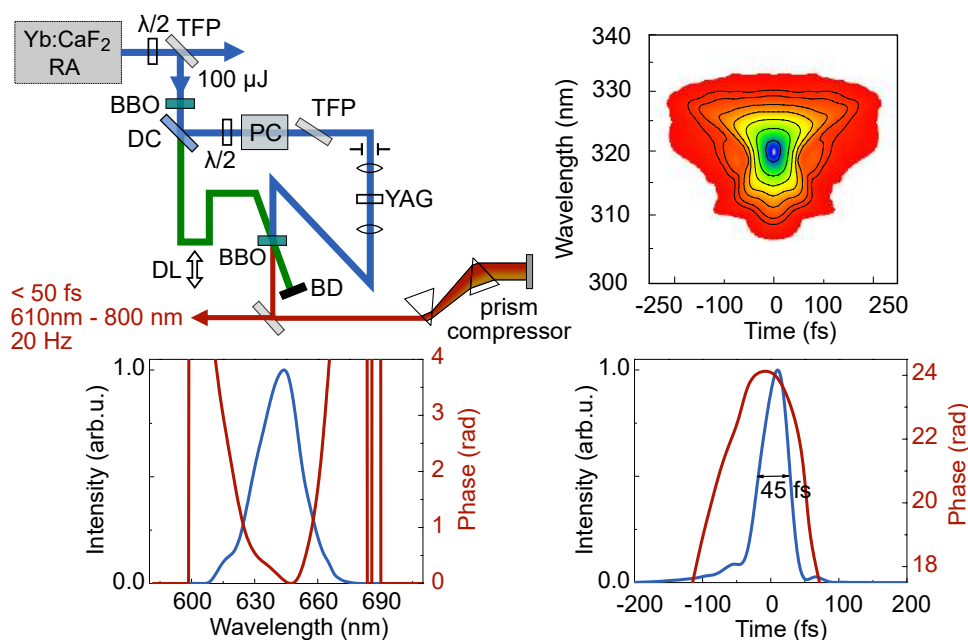 Yb:CaF2
RA
λ/2
TFP
100 µJ
BBO
DC
λ/2
PC
TFP
YAG
DL
BBO
BD
prism
compressor
< 50 fs
610nm - 800 nm
20 Hz
340
330
320
310
300
Wavelength (nm)
-250
-100
0
100
250
Time (fs)
1.0
0.0
Intensity (arb.u.)
4
3
2
1
0
Phase (rad)
600
630
660
690
Wavelength (nm)
1.0
0.0
Intensity (arb.u.)
45 fs
24
22
20
18
Phase (rad)
-200
-100
0
100
200
Time (fs)